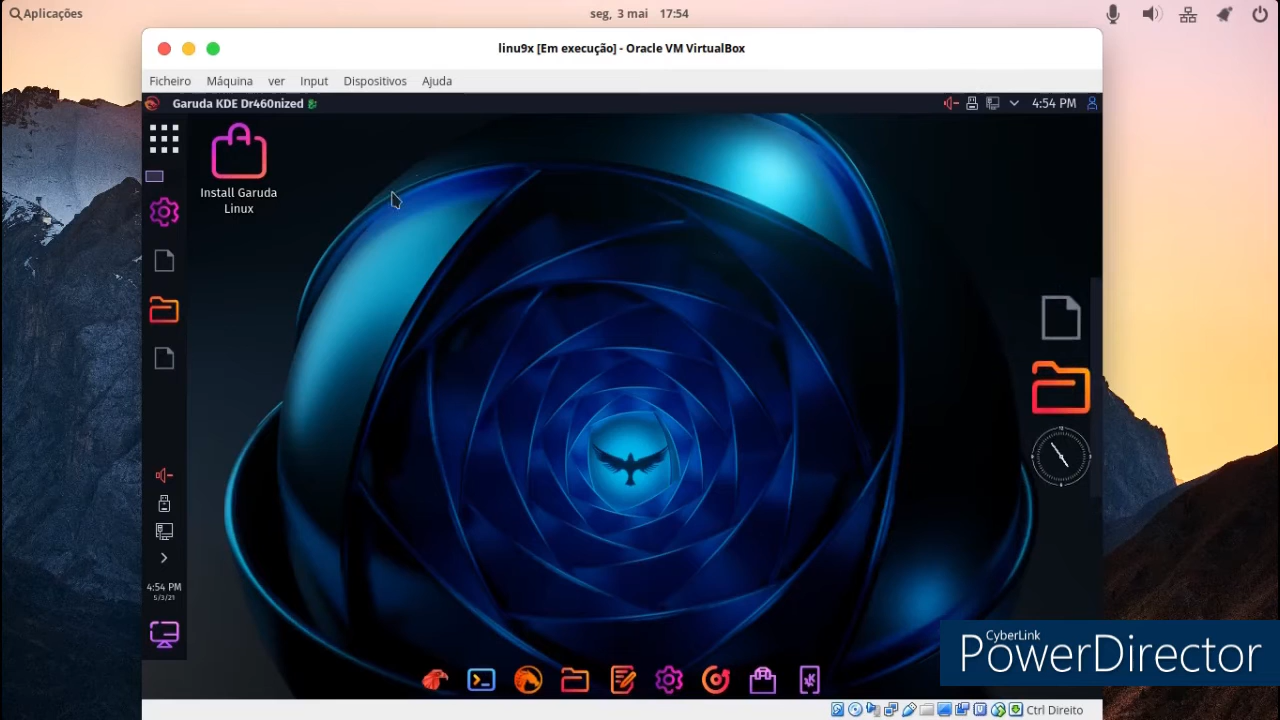 Aplicações
seg, 3 mai 17:54
linu9x [Em execução] - Oracle VM VirtualBox
Ficheiro Máquina ver Input Dispositivos Ajuda
Garuda KDE Dr460nized
4:54 PM
Install Garuda
Linux
4:54 PM
5/3/21
CyberLink
PowerDirector
Ctrl Direito